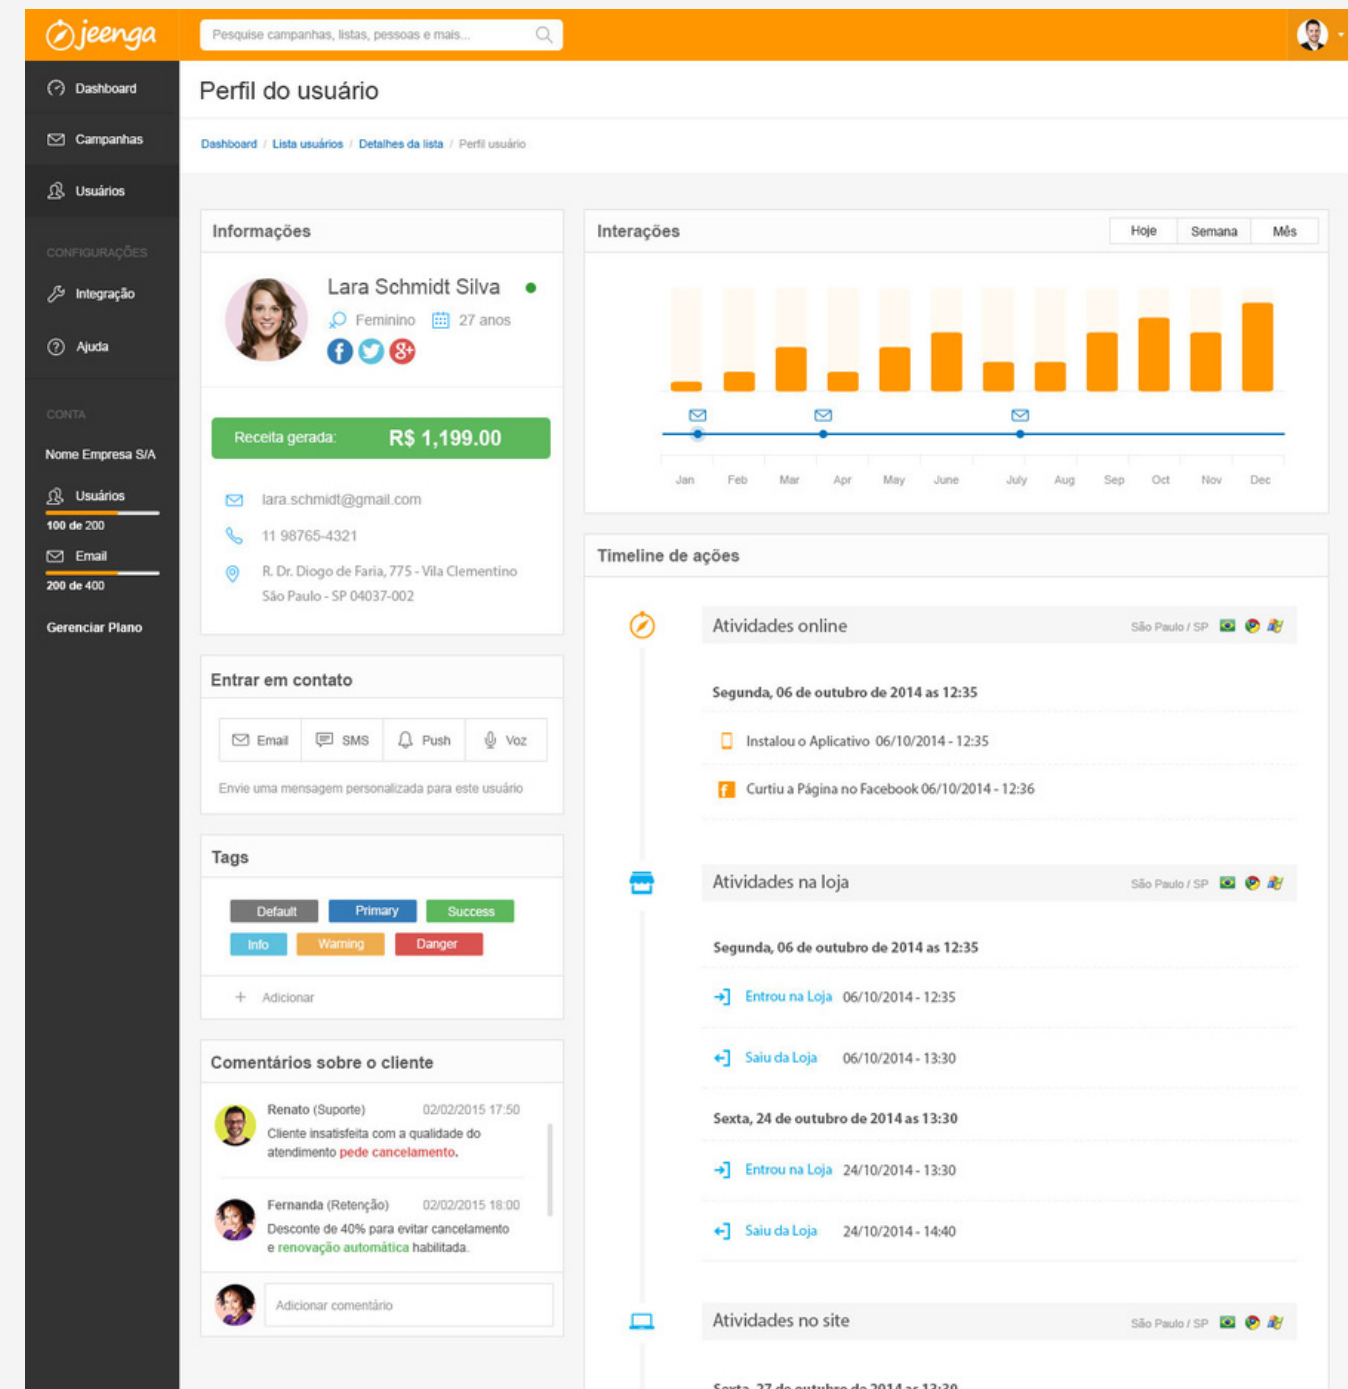 jeenga
Pesquise campanhas, listas, pessoas e mais...
Dashboard
Campanhas
Usuários
CONFIGURAÇÕES
Integração
Ajuda
CONTA
Nome Empresa S/A
Usuários
100 de 200
Email
200 de 400
Gerenciar Plano
Perfil do usuário
Dashboard / Lista usuários / Detalhes da lista / Perfil usuário
Informações
Lara Schmidt Silva
Feminino 27 anos
f 8+
Receita gerada: R$ 1,199.00
lara.schmidt@gmail.com
11 98765-4321
R. Dr. Diogo de Faria, 775 - Vila Clementino
São Paulo - SP 04037-002
Entrar em contato
Email SMS Push Voz
Envie uma mensagem personalizada para este usuário
Tags
Default Primary Success
Info Warning Danger
+ Adicionar
Comentários sobre o cliente
Renato (Suporte) 02/02/2015 17:50
Cliente insatisfeita com a qualidade do
atendimento pede cancelamento.
Fernanda (Retenção) 02/02/2015 18:00
Desconte de 40% para evitar cancelamento
e renovação automática habilitada.
Adicionar comentário
Interações
Hoje Semana Mês
Jan Feb Mar Apr May June July Aug Sep Oct Nov Dec
Timeline de ações
Atividades online São Paulo / SP
Segunda, 06 de outubro de 2014 as 12:35
Instalou o Aplicativo 06/10/2014 - 12:35
f Curtiu a Página no Facebook 06/10/2014 - 12:36
Atividades na loja São Paulo / SP
Segunda, 06 de outubro de 2014 as 12:35
Entrou na Loja 06/10/2014 - 12:35
Saiu da Loja 06/10/2014 - 13:30
Sexta, 24 de outubro de 2014 as 13:30
Entrou na Loja 24/10/2014 - 13:30
Saiu da Loja 24/10/2014 - 14:40
Atividades no site São Paulo / SP
Sexta, 27 de outubro de 2014 as 13:30